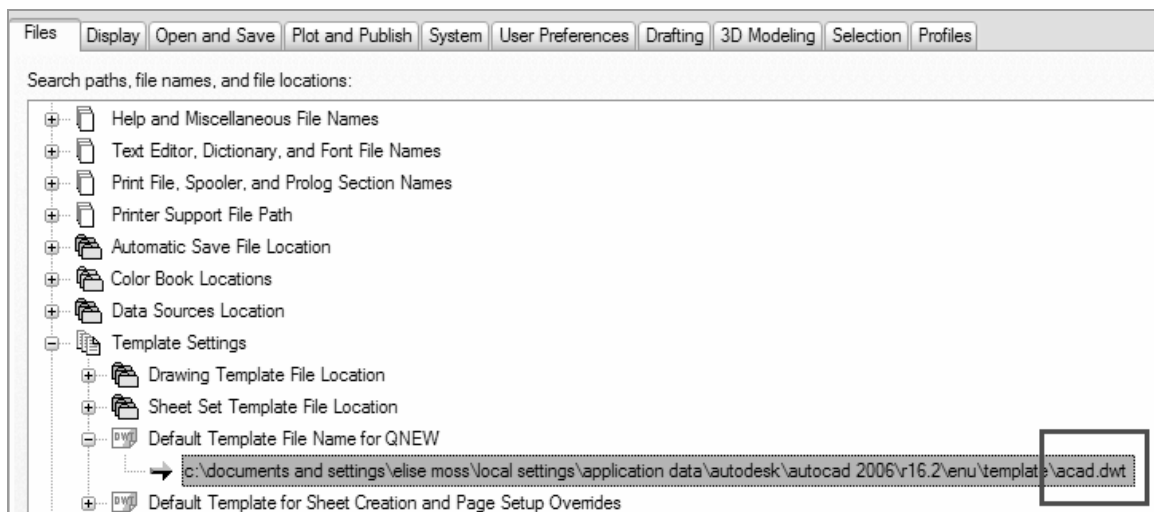 Files Display Open and Save Plot and Publish System User Preferences Drafting 3D Modeling Selection Profiles
Search paths, file names, and file locations:
Help and Miscellaneous File Names
Text Editor, Dictionary, and Font File Names
Print File, Spooler, and Prolog Section Names
Printer Support File Path
Automatic Save File Location
Color Book Locations
Data Sources Location
Template Settings
Drawing Template File Location
Sheet Set Template File Location
Default Template File Name for QNEW
c:\documents and settings\elise moss\local settings\application data\autodesk\autocad 2006\r16.2\enu\template\acad.dwt
Default Template for Sheet Creation and Page Setup Overrides